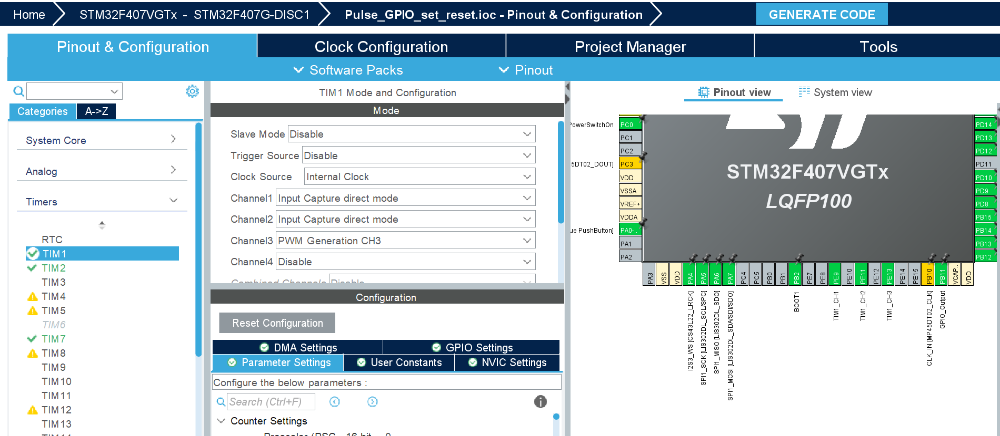 Home
STM32F407VGTx - STM32F407G-DISC1
Pulse_GPIO_set_reset.ioc - Pinout & Configuration
GENERATE CODE
Pinout & Configuration
Clock Configuration
Project Manager
Tools
Software Packs
Pinout
Categories
A->Z
System Core
Analog
Timers
RTC
TIM1
TIM2
TIM3
TIM4
TIM5
TIM6
TIM7
TIM8
TIM9
TIM10
TIM11
TIM12
TIM13
TIM1 Mode and Configuration
Mode
Slave Mode Disable
Trigger Source Disable
Clock Source Internal Clock
Channel1 Input Capture direct mode
Channel2 Input Capture direct mode
Channel3 PWM Generation CH3
Channel4 Disable
Combined Channels Disable
Configuration
Reset Configuration
DMA Settings
GPIO Settings
Parameter Settings
User Constants
NVIC Settings
Configure the below parameters :
Search (Ctrl+F)
Counter Settings
Prescaler (PSC - 16 bit 0
Pinout view
System view
PowerSwitchOn
PC0
PC1
PC2
5DT02_DOUT]
PC3
VDD
VSSA
VREF+
VDDA
ue PushButton]
PA0-..
PA1
PA2
STM32F407VGTx
LQFP100
PD14
PD13
PD12
PD11
PD10
PD9
PD8
PB15
PB14
PB13
PB12
PA3
VSS
VDD
PA4
PA5
PA6
PA7
PC4
PC5
PB0
PB1
PB2
PE7
PE8
PE9
PE10
PE11
PE12
PE13
PE14
PE15
PB10
PB11
VCAP..
VDD
I2S3_WS [CS43L22_LRCK]
SPI1_SCK [LIS302DL_SCL/SPC]
SPI1_MISO [LIS302DL_SDO]
SPI1_MOSI [LIS302DL_SDA/SDI/SDO]
BOOT1
TIM1_CH1
TIM1_CH2
TIM1_CH3
CLK_IN [MP45DT02_CLK]
GPIO_Output